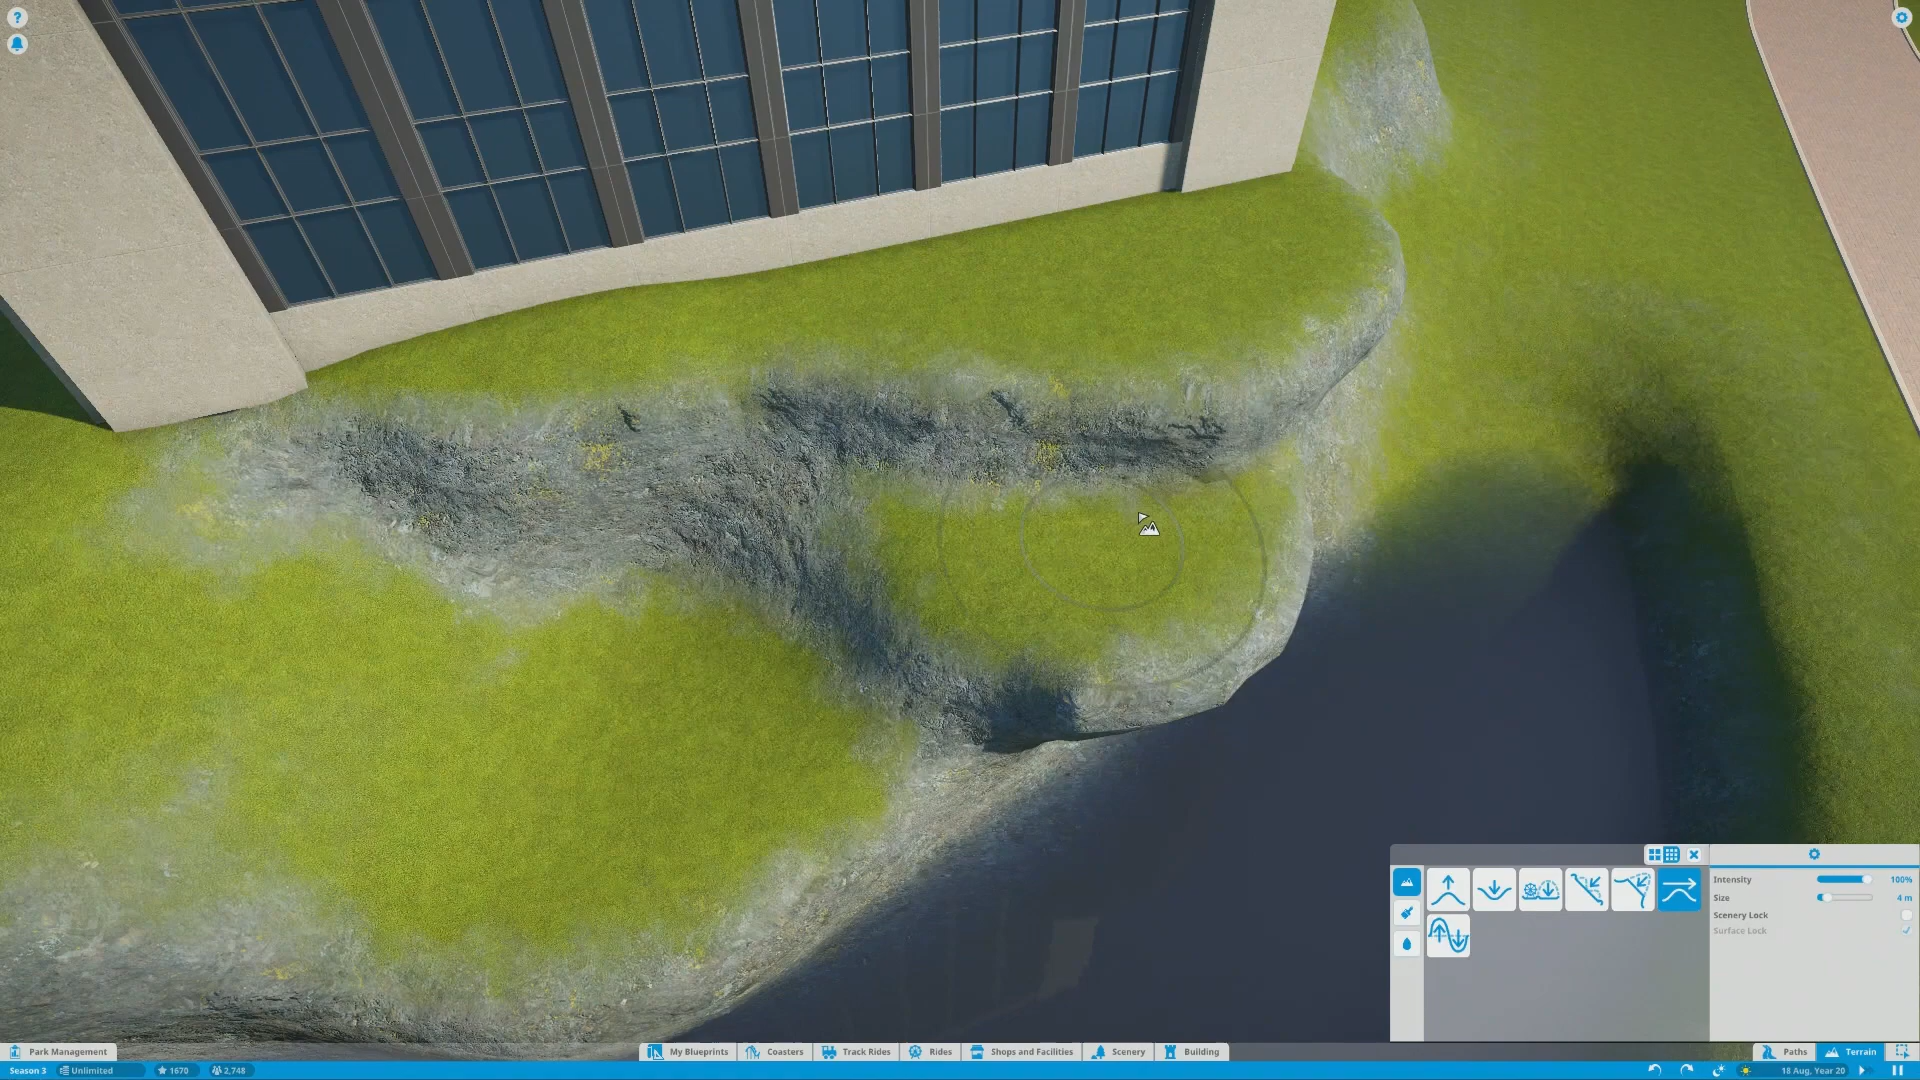 ?
Intensity 100%
Size 4 m
Scenery Lock
Surface Lock
Park Management
My Blueprints
Coasters
Track Rides
Rides
Shops and Facilities
Scenery
Building
Paths
Terrain
Season 3
Unlimited
1670
2,748
18 Aug, Year 20